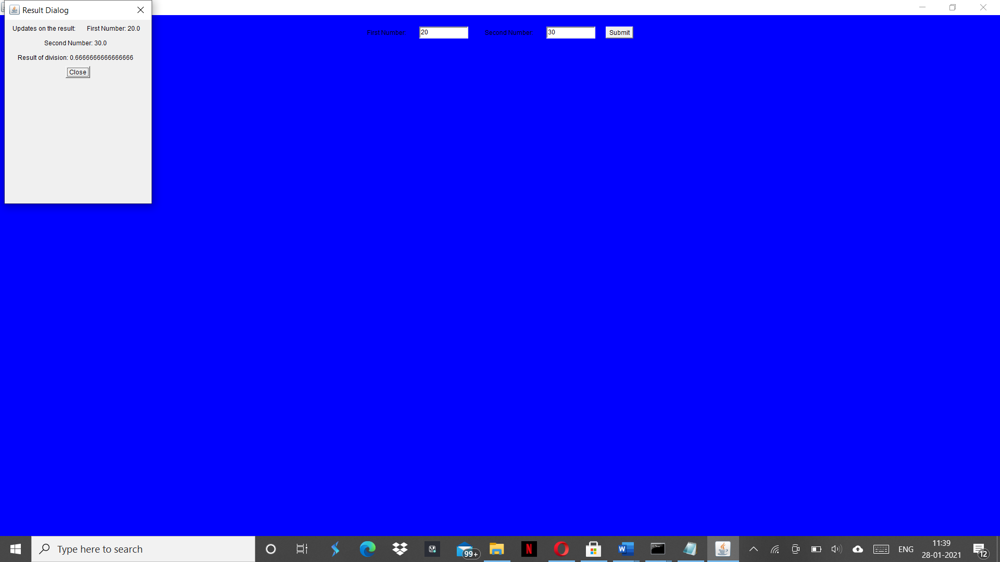 Result Dialog
Updates on the result: First Number: 20.0
Second Number: 30.0
Result of division: 0.6666666666666666
Close
First Number: 20 Second Number: 30 Submit
Type here to search
99+
N
W
ENG
11:39
28-01-2021
12